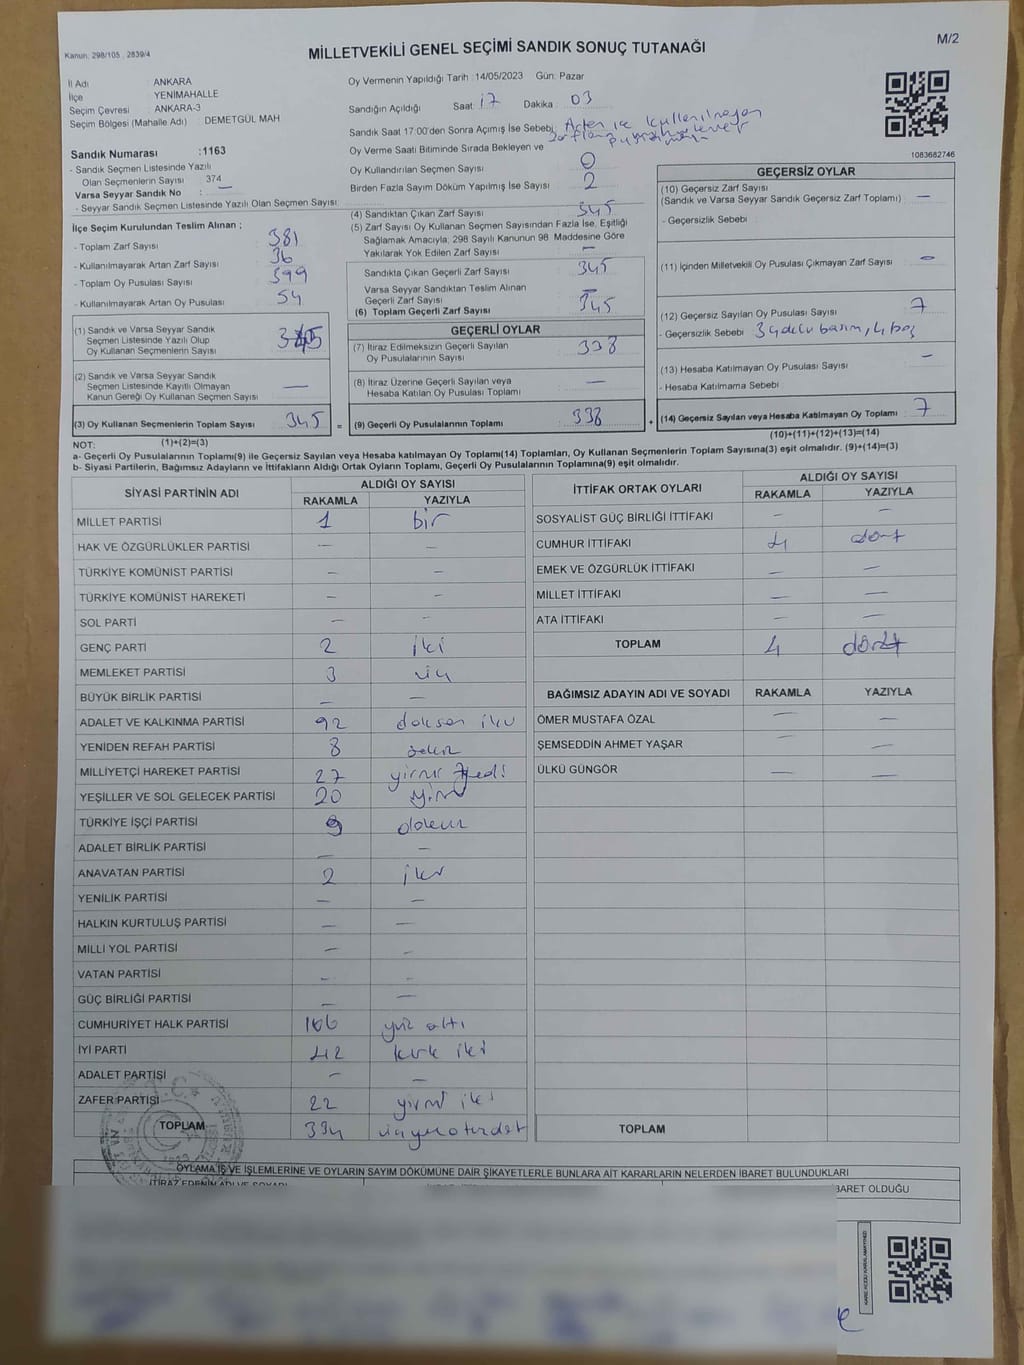 Kanun: 298/105 , 2839/4
MİLLETVEKİLİ GENEL SEÇİMİ SANDIK SONUÇ TUTANAĞI
M/2
İl Adı : ANKARA
İlçe YENİMAHALLE
Seçim Çevresi : ANKARA-3
Seçim Bölgesi (Mahalle Adı) : DEMETGÜL MAH
Oy Vermenin Yapıldığı Tarih : 14/05/2023 Gün: Pazar
Sandığın Açıldığı Saat : 17 Dakika : 03
Sandık Saat 17:00'den Sonra Açımış İse Sebebi: Artan ve kullanılmayan
Oy Verme Saati Bitiminde Sırada Bekleyen ve
Oy Kullandırılan Seçmen Sayısı 0
Birden Fazla Sayım Döküm Yapılmış İse Sayısı 2
Sandık Numarası :1163
- Sandık Seçmen Listesinde Yazılı
Olan Seçmenlerin Sayısı : 374
Varsa Seyyar Sandık No : —
- Seyyar Sandık Seçmen Listesinde Yazılı Olan Seçmen Sayısı :
İlçe Seçim Kurulundan Teslim Alınan ;
- Toplam Zarf Sayısı 381
- Kullanılmayarak Artan Zarf Sayısı 36
- Toplam Oy Pusulası Sayısı 399
- Kullanılmayarak Artan Oy Pusulası 54
(1) Sandık ve Varsa Seyyar Sandık
Seçmen Listesinde Yazılı Olup
Oy Kullanan Seçmenlerin Sayısı 345
(2) Sandık ve Varsa Seyyar Sandık
Seçmen Listesinde Kayıtlı Olmayan
Kanun Gereği Oy Kullanan Seçmen Sayısı —
(3) Oy Kullanan Seçmenlerin Toplam Sayısı 345
=
(4) Sandıktan Çıkan Zarf Sayısı 345
(5) Zarf Sayısı Oy Kullanan Seçmen Sayısından Fazla İse, Eşitliği
Sağlamak Amacıyla, 298 Sayılı Kanunun 98 Maddesine Göre
Yakılarak Yok Edilen Zarf Sayısı —
Sandıkta Çıkan Geçerli Zarf Sayısı 345
Varsa Seyyar Sandıktan Teslim Alınan
Geçerli Zarf Sayısı —
(6) Toplam Geçerli Zarf Sayısı 345
GEÇERLİ OYLAR
(7) İtiraz Edilmeksizin Geçerli Sayılan
Oy Pusulalarının Sayısı 338
(8) İtiraz Üzerine Geçerli Sayılan veya
Hesaba Katılan Oy Pusulası Toplamı —
(9) Geçerli Oy Pusulalarının Toplamı 338
+
1083682746
GEÇERSİZ OYLAR
(10) Geçersiz Zarf Sayısı
(Sandık ve Varsa Seyyar Sandık Geçersiz Zarf Toplamı) : —
- Geçersizlik Sebebi :
(11) İçinden Milletvekili Oy Pusulası Çıkmayan Zarf Sayısı —
(12) Geçersiz Sayılan Oy Pusulası Sayısı : 7
- Geçersizlik Sebebi : 3 basım, 4 boş
(13) Hesaba Katılmayan Oy Pusulası Sayısı : —
- Hesaba Katılmama Sebebi :
(14) Geçersiz Sayılan veya Hesaba Katılmayan Oy Toplamı 7
(10)+(11)+(12)+(13)=(14)
NOT: (1)+(2)=(3)
a- Geçerli Oy Pusulalarının Toplamı(9) ile Geçersiz Sayılan veya Hesaba katılmayan Oy Toplamı(14) Toplamları, Oy Kullanan Seçmenlerin Toplam Sayısına(3) eşit olmalıdır. (9)+(14)=(3)
b- Siyasi Partilerin, Bağımsız Adayların ve İttifakların Aldığı Ortak Oyların Toplamı, Geçerli Oy Pusulalarının Toplamına(9) eşit olmalıdır.
SİYASİ PARTİNİN ADI ALDIĞI OY SAYISI
RAKAMLA YAZIYLA
MİLLET PARTİSİ 1 bir
HAK VE ÖZGÜRLÜKLER PARTİSİ — —
TÜRKİYE KOMÜNİST PARTİSİ — —
TÜRKİYE KOMÜNİST HAREKETİ — —
SOL PARTİ — —
GENÇ PARTİ 2 iki
MEMLEKET PARTİSİ 3 üç
BÜYÜK BİRLİK PARTİSİ — —
ADALET VE KALKINMA PARTİSİ 92 doksan iki
YENİDEN REFAH PARTİSİ 8 sekiz
MİLLİYETÇİ HAREKET PARTİSİ 27 yirmi yedi
YEŞİLLER VE SOL GELECEK PARTİSİ 20 yirmi
TÜRKİYE İŞÇİ PARTİSİ 9 dokuz
ADALET BİRLİK PARTİSİ — —
ANAVATAN PARTİSİ 2 iki
YENİLİK PARTİSİ — —
HALKIN KURTULUŞ PARTİSİ — —
MİLLİ YOL PARTİSİ — —
VATAN PARTİSİ — —
GÜÇ BİRLİĞİ PARTİSİ — —
CUMHURİYET HALK PARTİSİ 106 yüz altı
İYİ PARTİ 42 kırk iki
ADALET PARTİSİ — —
ZAFER PARTİSİ 22 yirmi iki
TOPLAM 334 üçyüzotuzdört
İTTİFAK ORTAK OYLARI ALDIĞI OY SAYISI
RAKAMLA YAZIYLA
SOSYALİST GÜÇ BİRLİĞİ İTTİFAKI — —
CUMHUR İTTİFAKI 4 dört
EMEK VE ÖZGÜRLÜK İTTİFAKI — —
MİLLET İTTİFAKI — —
ATA İTTİFAKI — —
TOPLAM 4 dört
BAĞIMSIZ ADAYIN ADI VE SOYADI RAKAMLA YAZIYLA
ÖMER MUSTAFA ÖZAL — —
ŞEMSEDDİN AHMET YAŞAR — —
ÜLKÜ GÜNGÖR — —
TOPLAM
OYLAMA İŞ VE İŞLEMLERİNE VE OYLARIN SAYIM DÖKÜMÜNE DAİR ŞİKAYETLERLE BUNLARA AİT KARARLARIN NELERDEN İBARET BULUNDUKLARI
İTİRAZ EDENİN ADI VE SOYADI
İBARET OLDUĞU